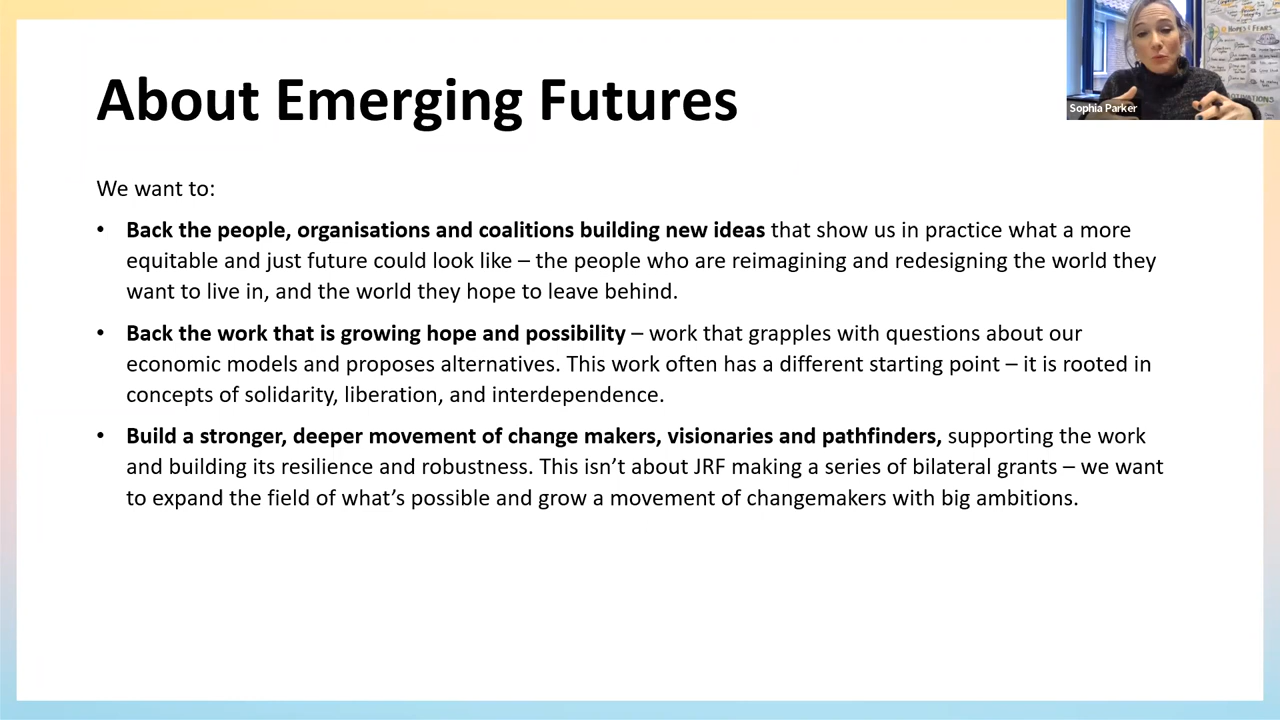 About Emerging Futures
Sophia Parker
HOPES & FEARS
We want to:
• Back the people, organisations and coalitions building new ideas that show us in practice what a more
equitable and just future could look like – the people who are reimagining and redesigning the world they
want to live in, and the world they hope to leave behind.
• Back the work that is growing hope and possibility – work that grapples with questions about our
economic models and proposes alternatives. This work often has a different starting point – it is rooted in
concepts of solidarity, liberation, and interdependence.
• Build a stronger, deeper movement of change makers, visionaries and pathfinders, supporting the work
and building its resilience and robustness. This isn’t about JRF making a series of bilateral grants – we want
to expand the field of what’s possible and grow a movement of changemakers with big ambitions.